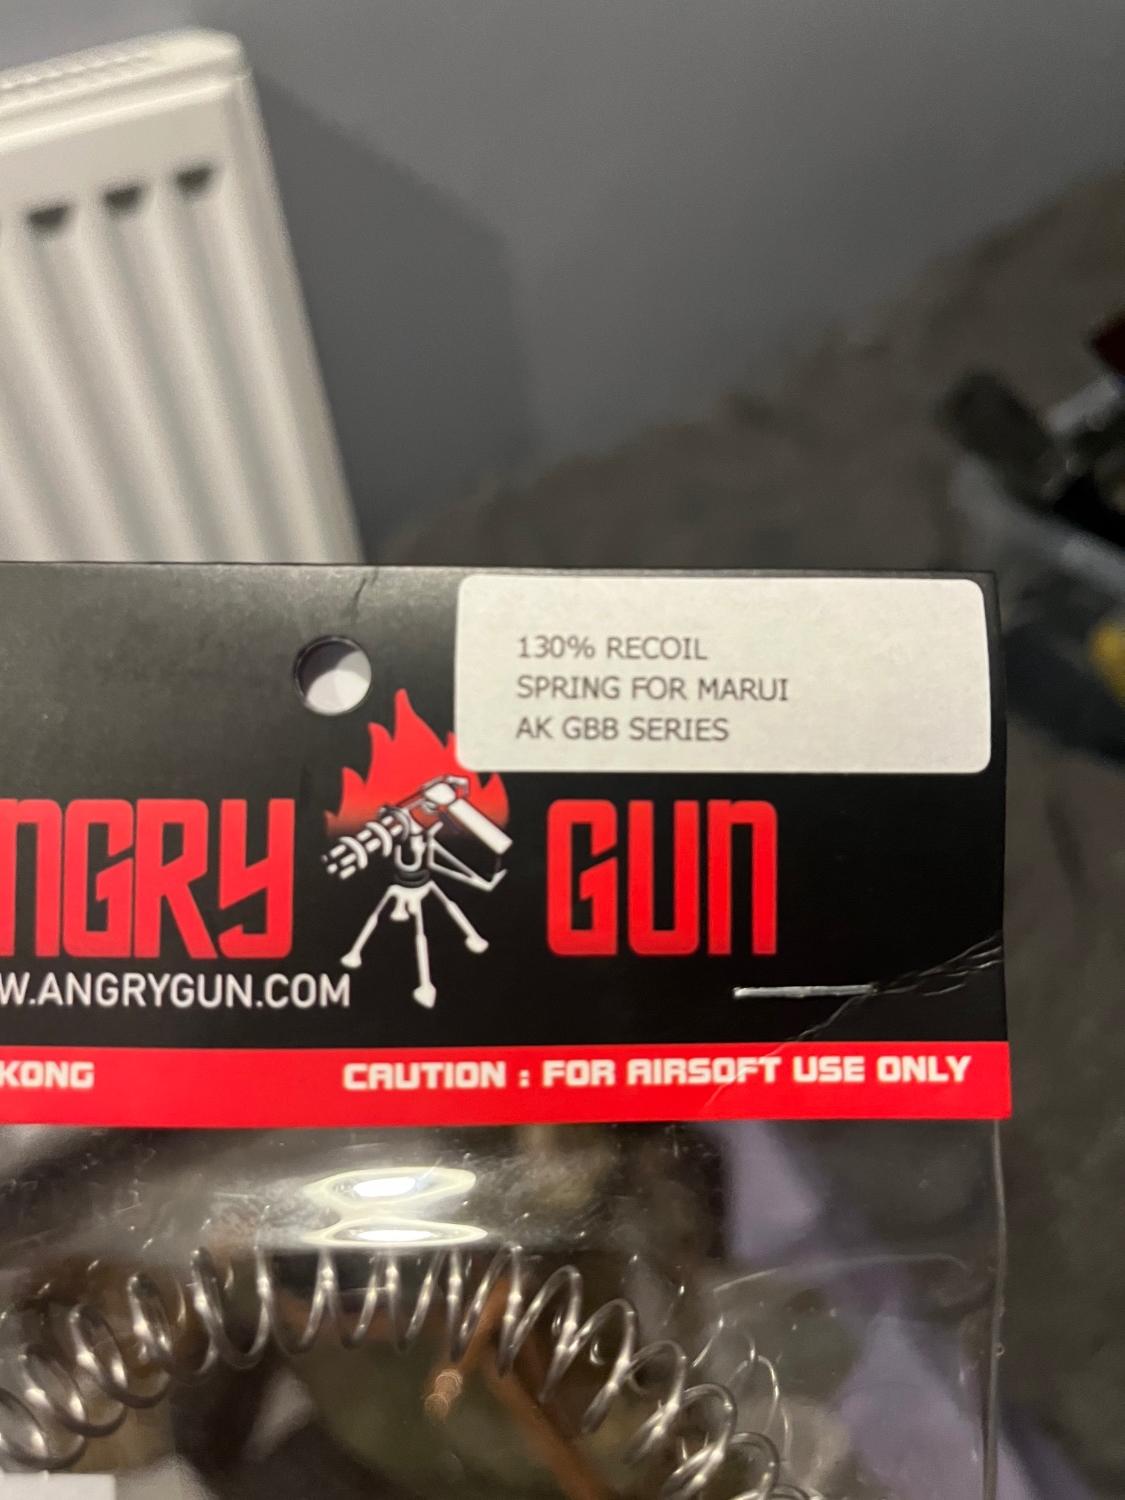 130% RECOIL
SPRING FOR MARUI
AK GBB SERIES
NGRY GUN
W.ANGRYGUN.COM
KONG
CAUTION : FOR AIRSOFT USE ONLY